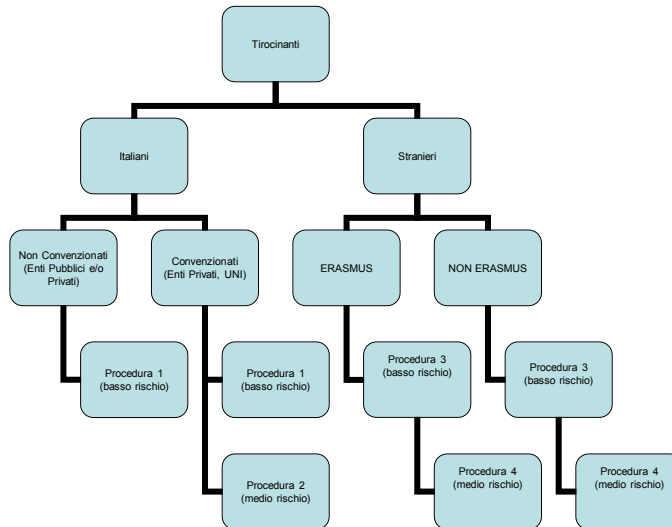 Tirocinanti
Italiani
Stranieri
Non Convenzionati
(Enti Pubblici e/o
Privati)
Convenzionati
(Enti Privati, UNI)
ERASMUS
NON ERASMUS
Procedura 1
(basso rischio)
Procedura 1
(basso rischio)
Procedura 3
(basso rischio)
Procedura 3
(basso rischio)
Procedura 2
(medio rischio)
Procedura 4
(medio rischio)
Procedura 4
(medio rischio)